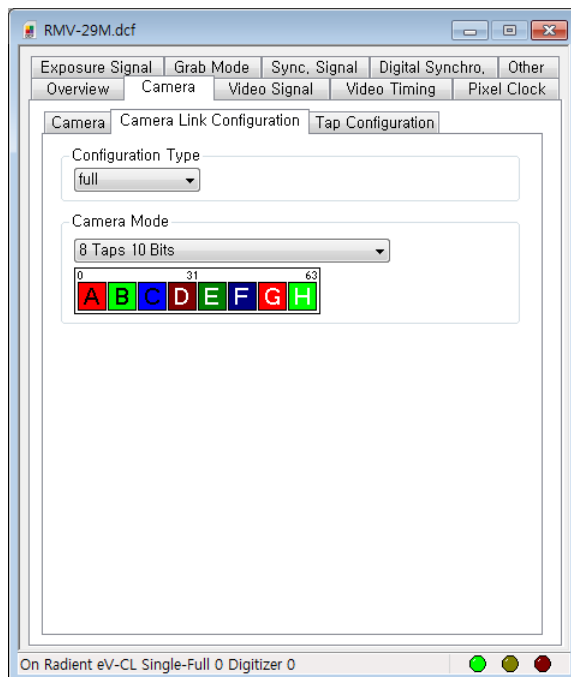 RMV-29M.dcf
Exposure Signal Grab Mode Sync, Signal Digital Synchro, Other
Overview Camera Video Signal Video Timing Pixel Clock
Camera Camera Link Configuration Tap Configuration
Configuration Type
full
Camera Mode
8 Taps 10 Bits
0 31 63
A B C D E F G H
On Radient eV-CL Single-Full 0 Digitizer 0